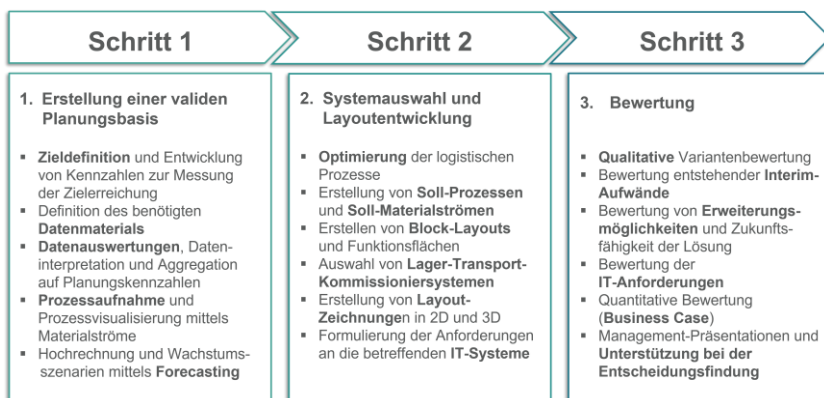 Schritt 1
Schritt 2
Schritt 3
1. Erstellung einer validen
Planungsbasis
▪ Zieldefinition und Entwicklung
von Kennzahlen zur Messung
der Zielerreichung
▪ Definition des benötigten
Datenmaterials
▪ Datenauswertungen, Daten-
interpretation und Aggregation
auf Planungskennzahlen
▪ Prozessaufnahme und
Prozessvisualisierung mittels
Materialströme
▪ Hochrechnung und Wachstums-
szenarien mittels Forecasting
2. Systemauswahl und
Layoutentwicklung
▪ Optimierung der logistischen
Prozesse
▪ Erstellung von Soll-Prozessen
und Soll-Materialströmen
▪ Erstellen von Block-Layouts
und Funktionsflächen
▪ Auswahl von Lager-Transport-
Kommissioniersystemen
▪ Erstellung von Layout-
Zeichnungen in 2D und 3D
▪ Formulierung der Anforderungen
an die betreffenden IT-Systeme
3. Bewertung
▪ Qualitative Variantenbewertung
▪ Bewertung entstehender Interim-
Aufwände
▪ Bewertung von Erweiterungs-
möglichkeiten und Zukunfts-
fähigkeit der Lösung
▪ Bewertung der
IT-Anforderungen
▪ Quantitative Bewertung
(Business Case)
▪ Management-Präsentationen und
Unterstützung bei der
Entscheidungsfindung